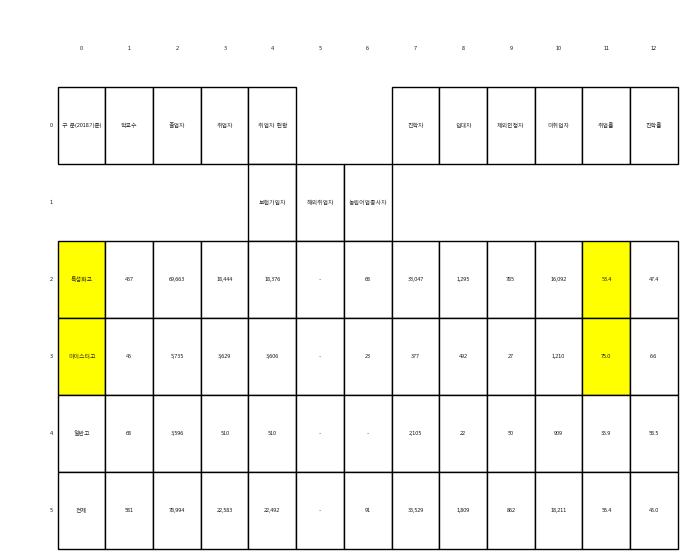 0 1 2 3 4 5 6 7 8 9 10 11 12
0 구 분(2018기준) 학교수 졸업자 취업자 취업자 현황 진학자 입대자 제외인정자 미취업자 취업률 진학률
1 보험가입자 해외취업자 농림어업종사자
2 특성화고 467 69,663 18,444 18,376 - 68 33,047 1,295 785 16,092 53.4 47.4
3 마이스터고 46 5,735 3,629 3,606 - 23 377 492 27 1,210 75.0 6.6
4 일반고 68 3,596 510 510 - - 2,105 22 50 909 35.9 58.5
5 전체 581 78,994 22,583 22,492 - 91 35,529 1,809 862 18,211 55.4 45.0